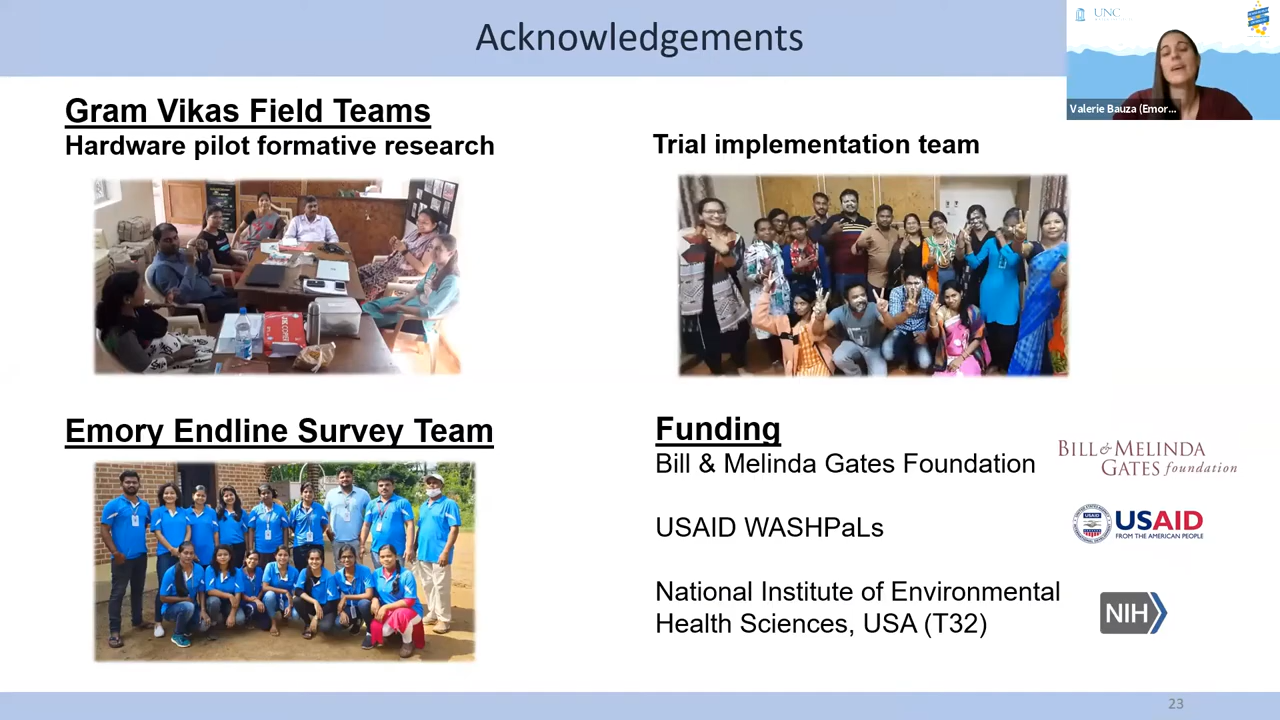 Acknowledgements
UNC
Valerie Bauza (Emor...
Gram Vikas Field Teams
Hardware pilot formative research
Trial implementation team
Emory Endline Survey Team
Funding
Bill & Melinda Gates Foundation
BILL & MELINDA
GATES foundation
USAID WASHPaLs
USAID
USAID
FROM THE AMERICAN PEOPLE
National Institute of Environmental
Health Sciences, USA (T32)
NIH
23